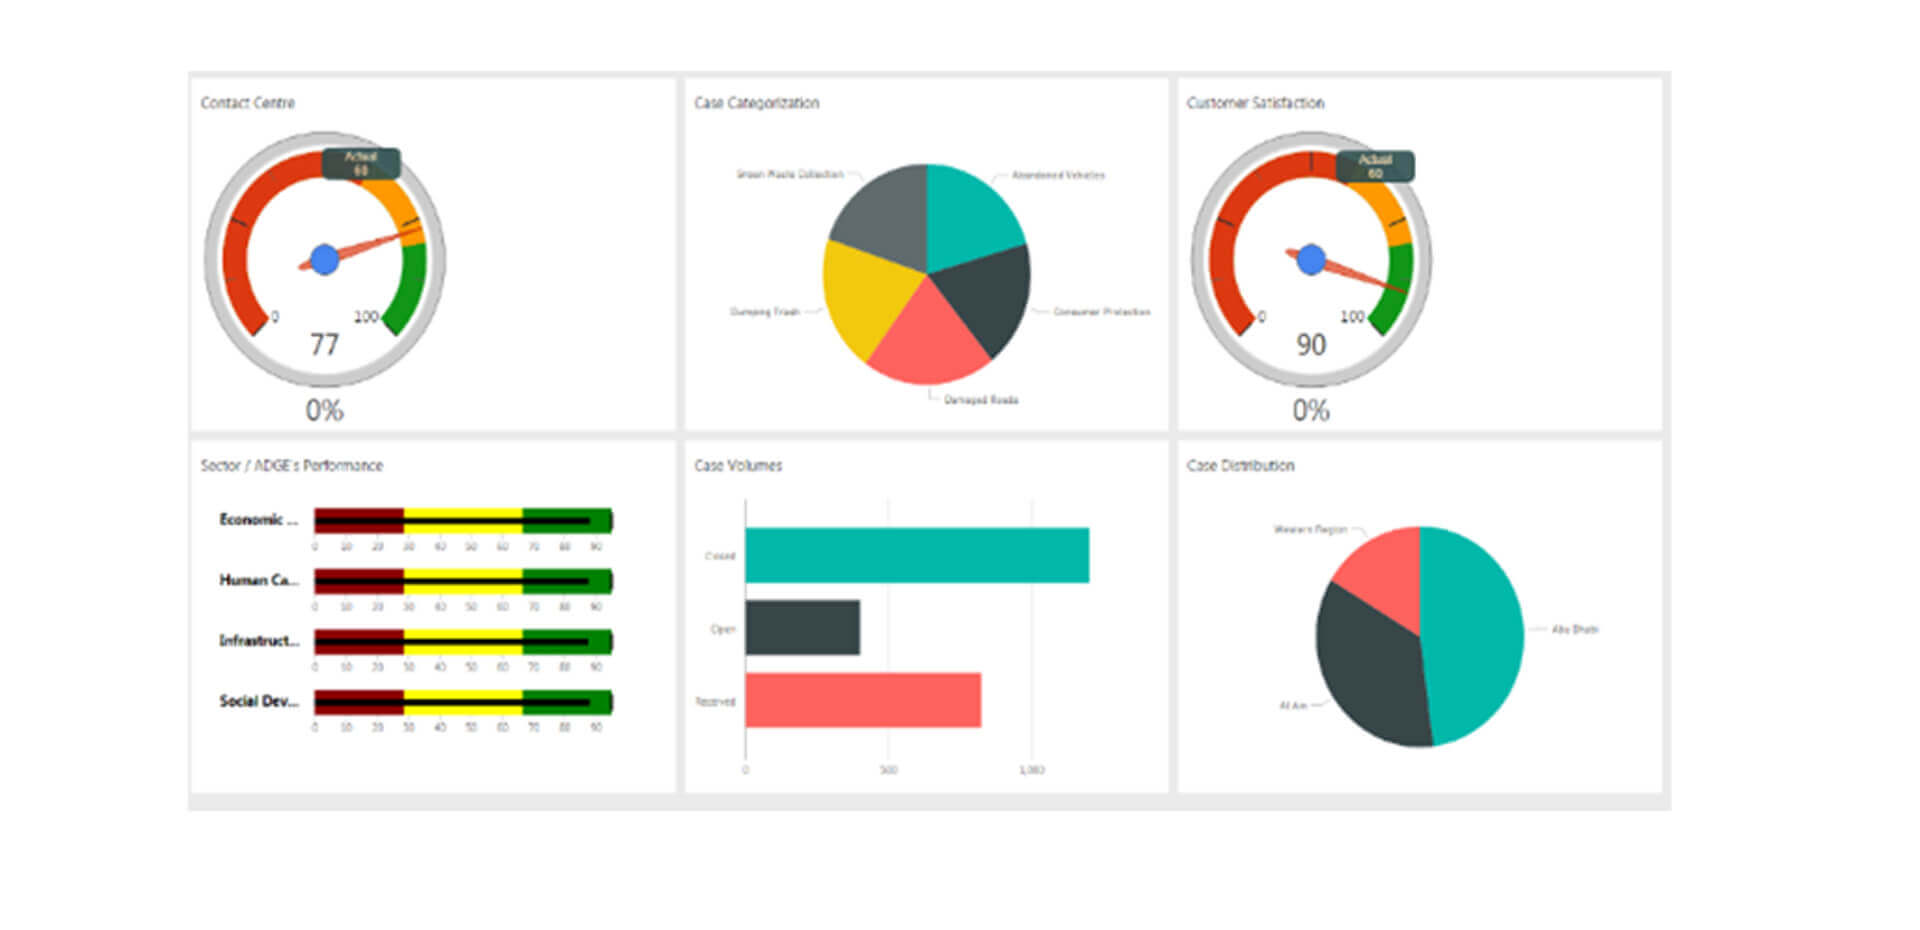 Contact Centre
Actual
60
0
100
77
0%
Case Categorization
Green Waste Collection
Abandoned Vehicles
Dumping Trash
Consumer Protection
Damaged Roads
Customer Satisfaction
Actual
60
0
100
90
0%
Sector / ADGE's Performance
Economic ...
0 10 20 30 40 50 60 70 80 90
Human Ca...
0 10 20 30 40 50 60 70 80 90
Infrastruct...
0 10 20 30 40 50 60 70 80 90
Social Dev...
0 10 20 30 40 50 60 70 80 90
Case Volumes
Closed
Open
Received
0 500 1,000
Case Distribution
Western Region
Abu Dhabi
Al Ain